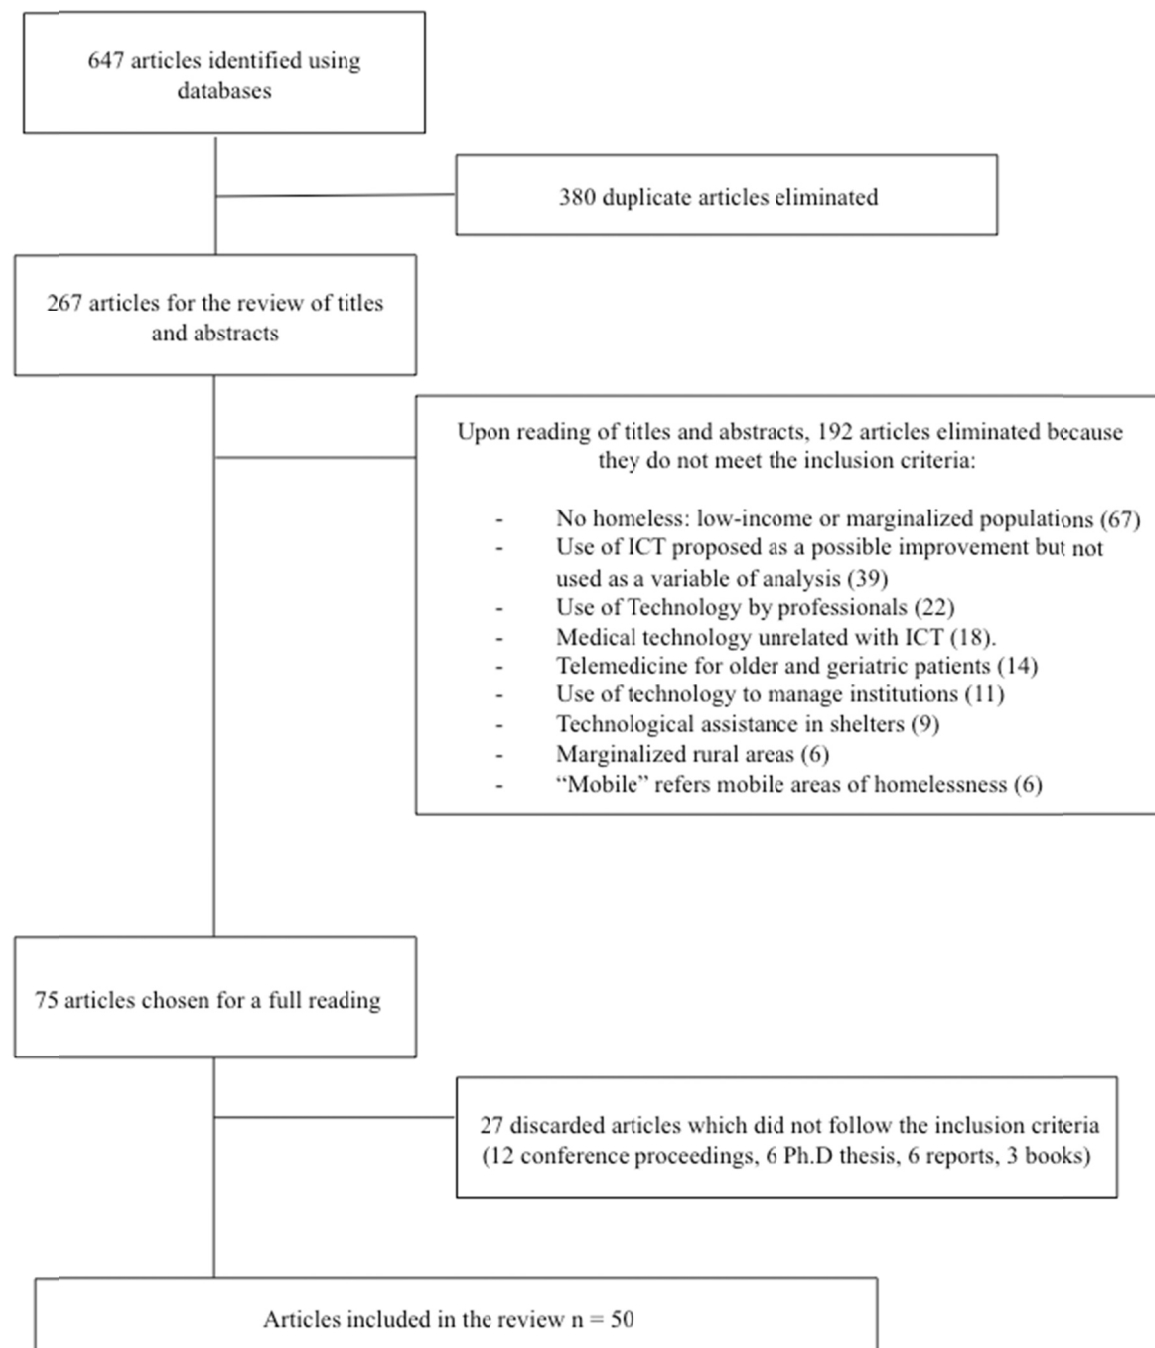 647 articles identified using
databases
380 duplicate articles eliminated
267 articles for the review of titles
and abstracts
Upon reading of titles and abstracts, 192 articles eliminated because
they do not meet the inclusion criteria:
- No homeless: low-income or marginalized populations (67)
- Use of ICT proposed as a possible improvement but not
used as a variable of analysis (39)
- Use of Technology by professionals (22)
- Medical technology unrelated with ICT (18).
- Telemedicine for older and geriatric patients (14)
- Use of technology to manage institutions (11)
- Technological assistance in shelters (9)
- Marginalized rural areas (6)
- “Mobile” refers mobile areas of homelessness (6)
75 articles chosen for a full reading
27 discarded articles which did not follow the inclusion criteria
(12 conference proceedings, 6 Ph.D thesis, 6 reports, 3 books)
Articles included in the review n = 50